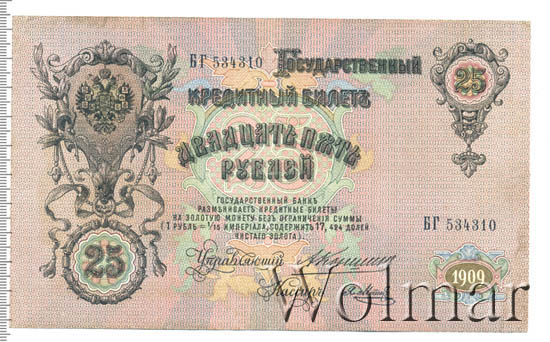 БГ 534310 Государственный
25
кредитный билетъ
двадцать пять
рублей
государственный банкъ
размѣниваетъ кредитные билеты
на золотую монету безъ ограниченія суммы
(1 рубль = 1/15 имперіала, содержитъ 17,424 долей
чистаго золота).
БГ 534310
Управляющій
25
Кассиръ
1909
Wolmar